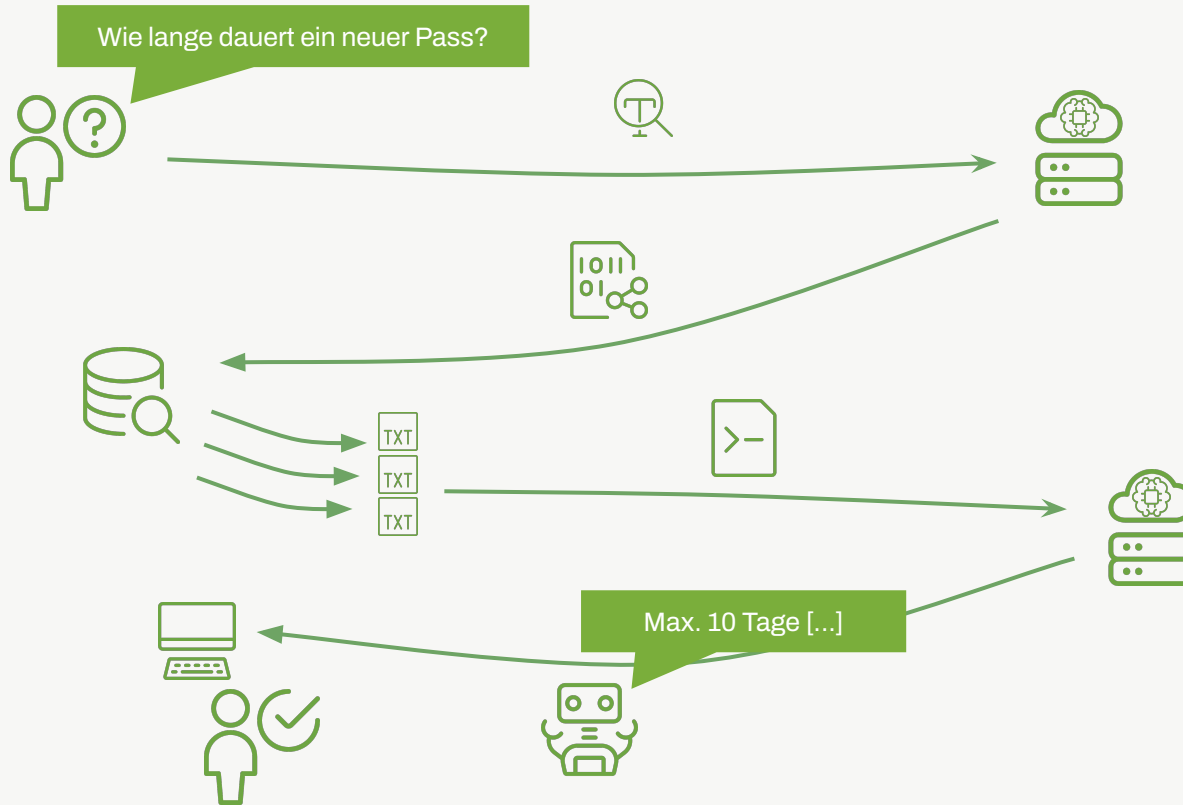 Wie lange dauert ein neuer Pass?
1011
01
TXT
TXT
TXT
Max. 10 Tage [...]